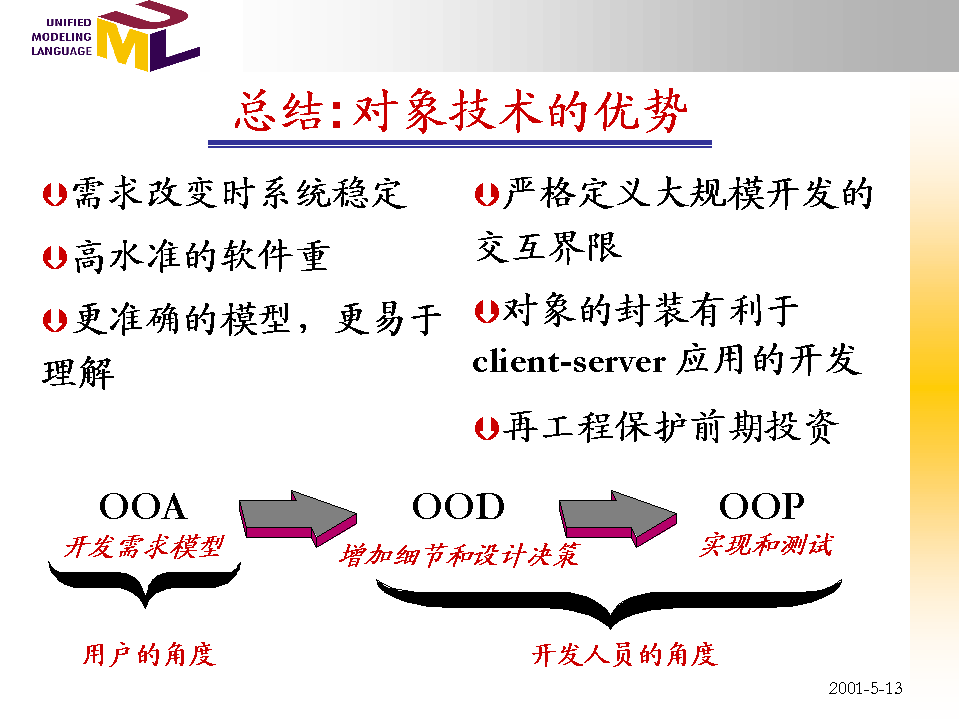 UNIFIED
MODELING
LANGUAGE
UML
总结:对象技术的优势
需求改变时系统稳定
高水准的软件重
更准确的模型，更易于
理解
严格定义大规模开发的
交互界限
对象的封装有利于
client-server 应用的开发
再工程保护前期投资
OOA
OOD
OOP
开发需求模型
增加细节和设计决策
实现和测试
用户的角度
开发人员的角度
2001-5-13